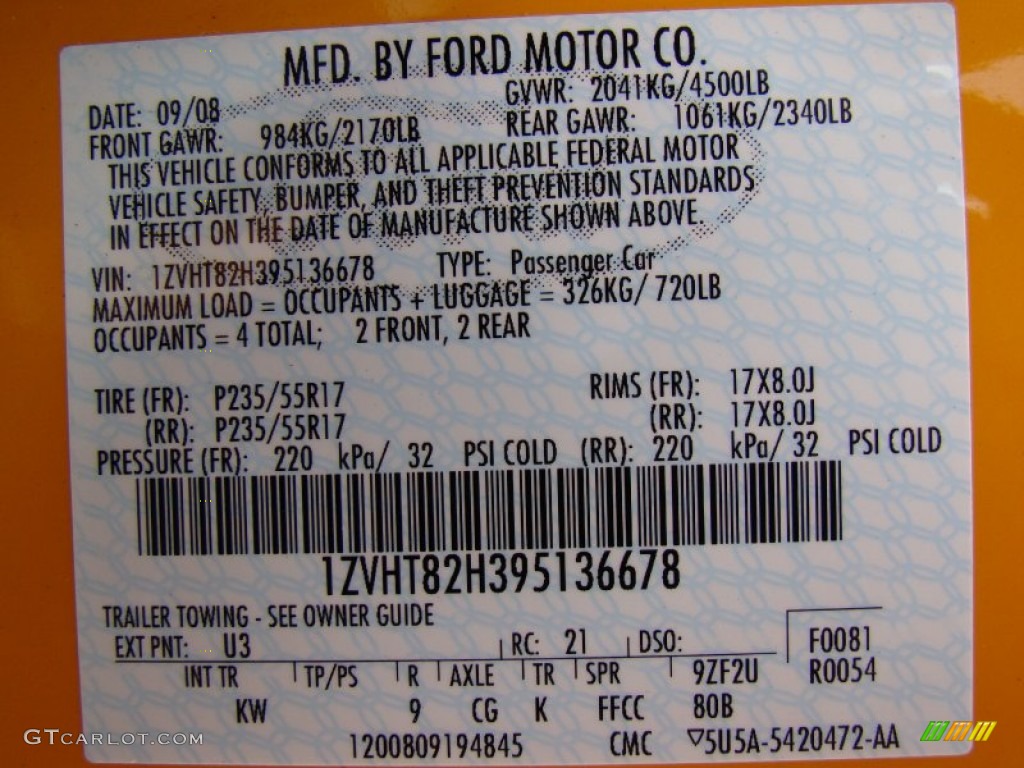 MFD. BY FORD MOTOR CO.
DATE: 09/08 GVWR: 2041KG/4500LB
FRONT GAWR: 984KG/2170LB REAR GAWR: 1061KG/2340LB
THIS VEHICLE CONFORMS TO ALL APPLICABLE FEDERAL MOTOR
VEHICLE SAFETY, BUMPER, AND THEFT PREVENTION STANDARDS
IN EFFECT ON THE DATE OF MANUFACTURE SHOWN ABOVE.
VIN: 1ZVHT82H395136678 TYPE: Passenger Car
MAXIMUM LOAD = OCCUPANTS + LUGGAGE = 326KG/ 720LB
OCCUPANTS = 4 TOTAL; 2 FRONT, 2 REAR
TIRE (FR): P235/55R17 RIMS (FR): 17X8.0J
(RR): P235/55R17 (RR): 17X8.0J
PRESSURE (FR): 220 kPa/ 32 PSI COLD (RR): 220 kPa/ 32 PSI COLD
1ZVHT82H395136678
TRAILER TOWING - SEE OWNER GUIDE
EXT PNT: U3 RC: 21 DSO: F0081
INT TR TP/PS R AXLE TR SPR 9ZF2U R0054
KW 9 CG K FFCC 80B
1200809194845 CMC ▽5U5A-5420472-AA
GTCARLOT.COM